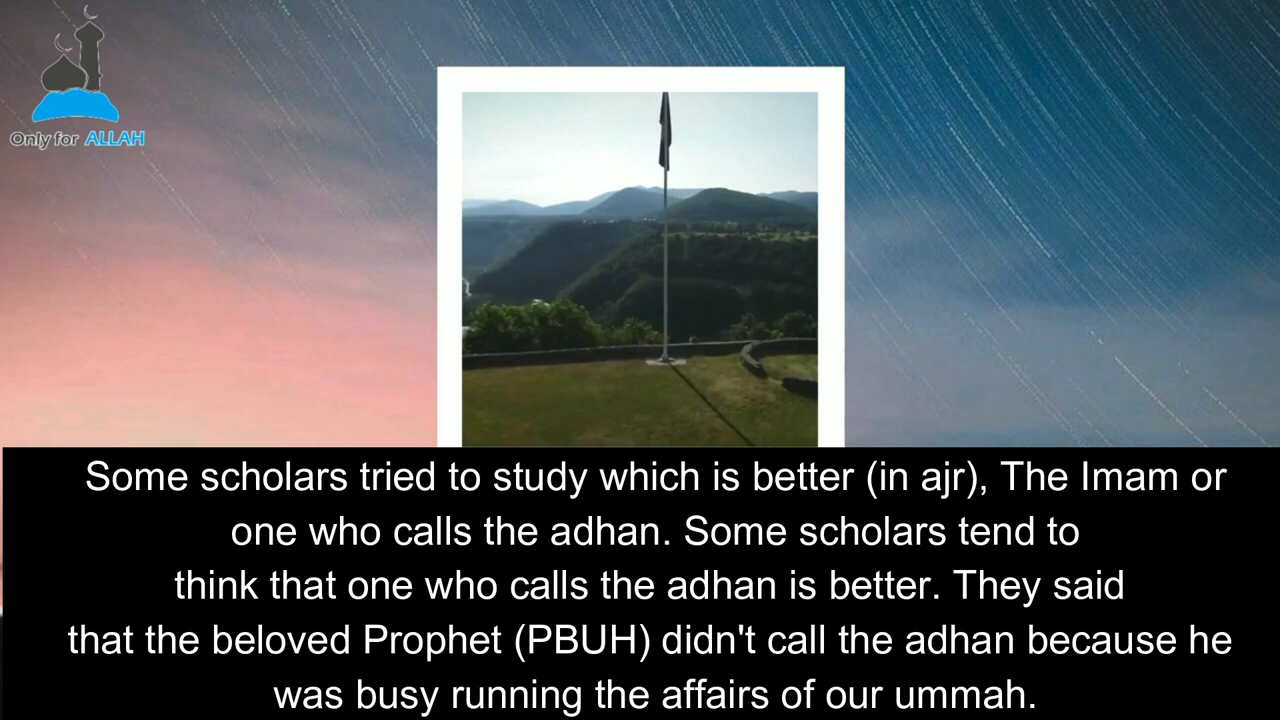 Only for ALLAH
Some scholars tried to study which is better (in ajr), The Imam or
one who calls the adhan. Some scholars tend to
think that one who calls the adhan is better. They said
that the beloved Prophet (PBUH) didn't call the adhan because he
was busy running the affairs of our ummah.